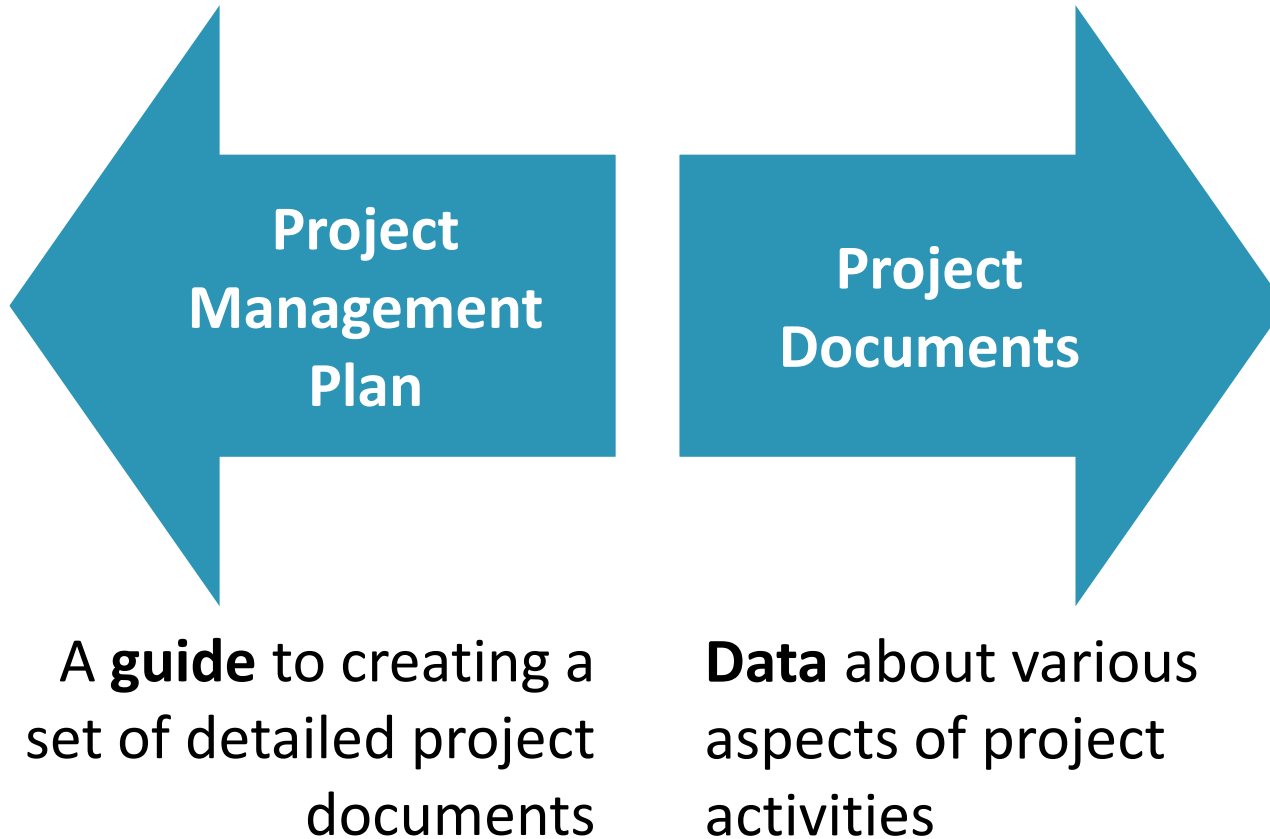 Project
Management
Plan
Project
Documents
A guide to creating a
set of detailed project
documents
Data about various
aspects of project
activities